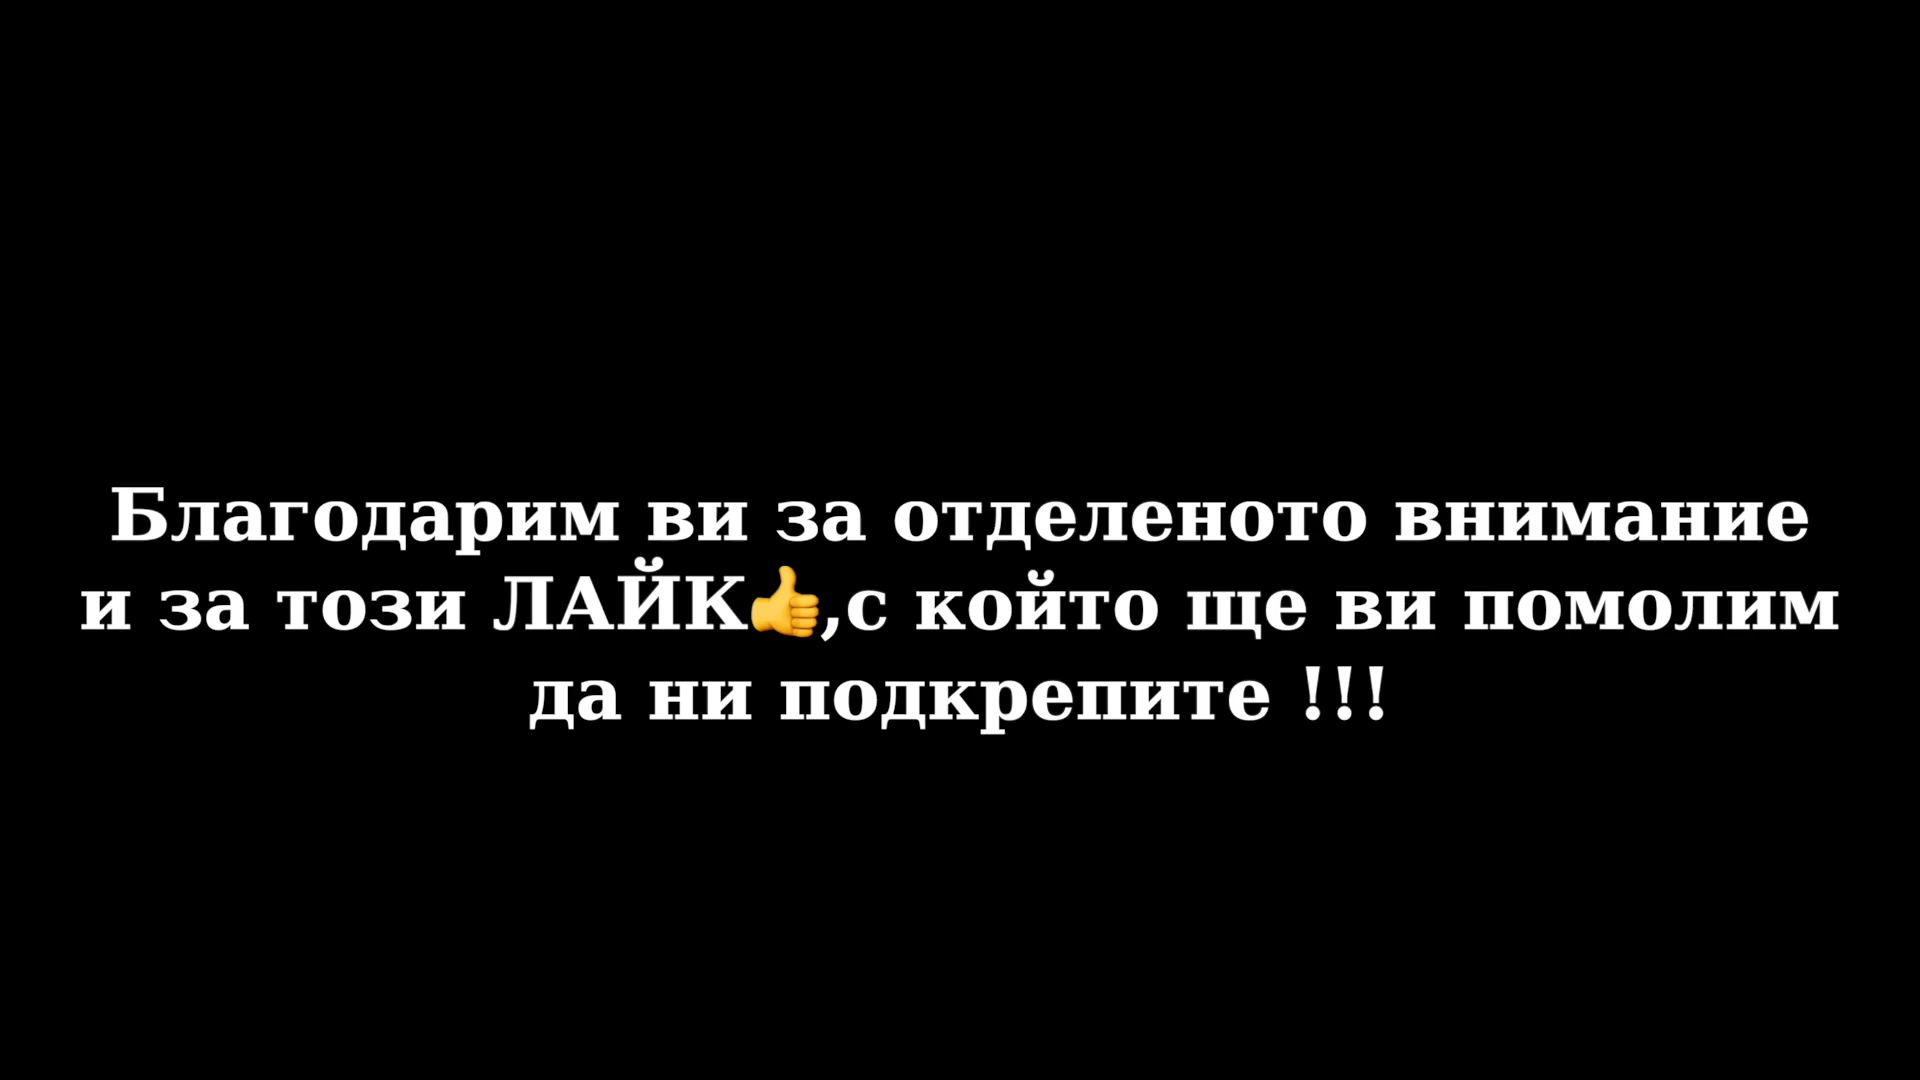 Благодарим ви за отделеното внимание
и за този ЛАЙК👍,с който ще ви помолим
да ни подкрепите !!!